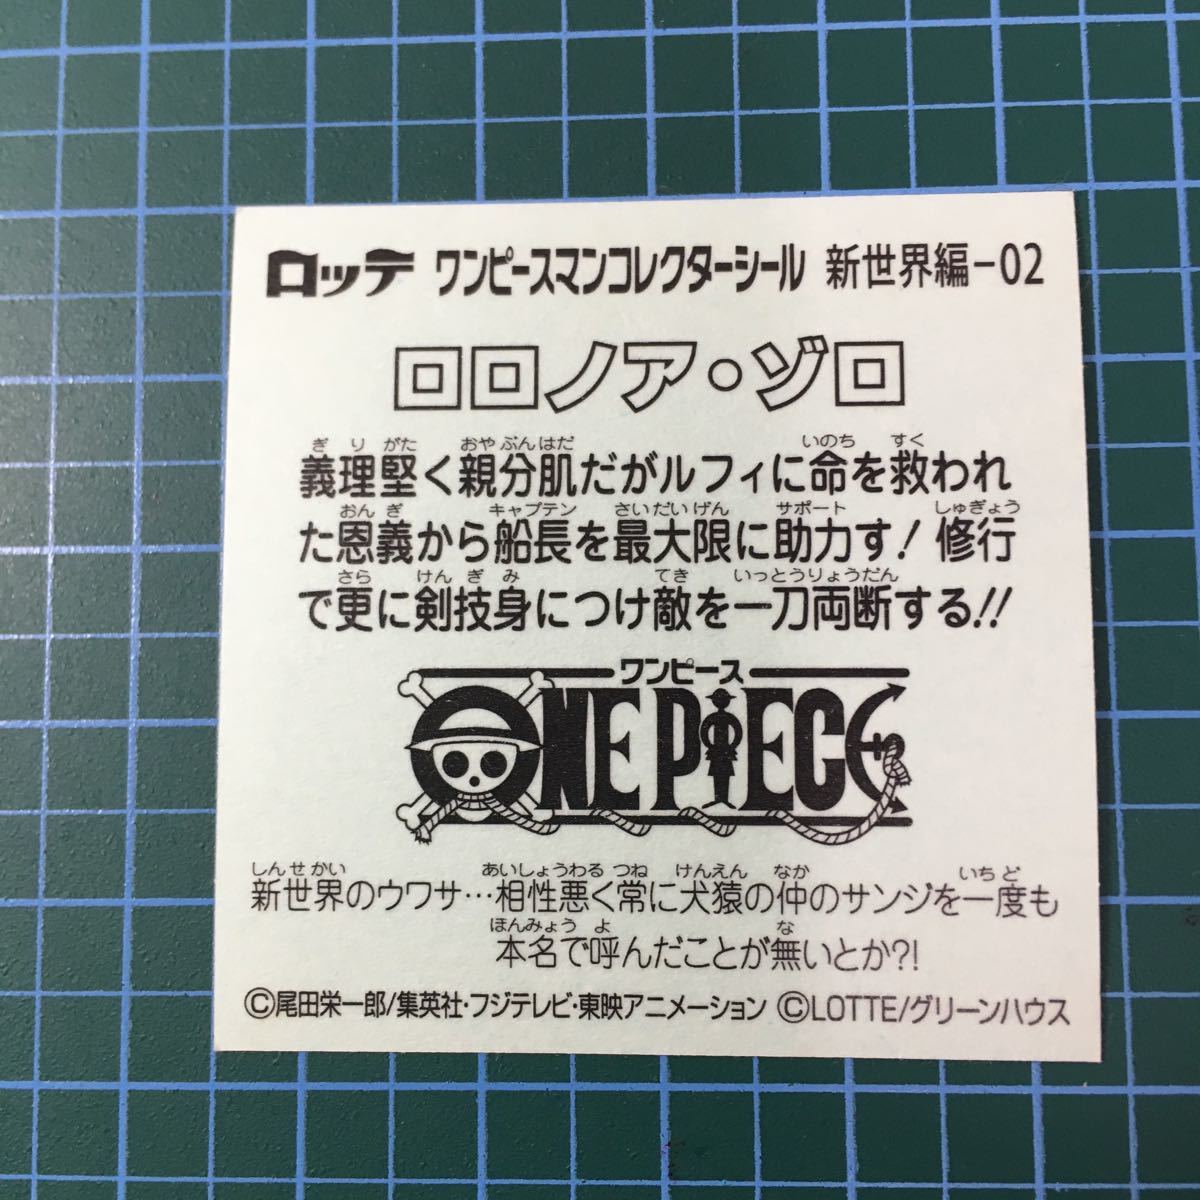 ロッテ ワンピースマンコレクターシール 新世界編-02
ロロノア・ゾロ
ぎ り がた おや ぶん はだ いのち すく
義理堅く親分肌だがルフィに命を救われ
おん ぎ キャプテン さいだいげん サポート しゅぎょう
た恩義から船長を最大限に助力す!修行
さら けん ぎ み てき いっとうりょうだん
で更に剣技身につけ敵を一刀両断する!!
ワンピース
ONE PIECE
しん せ かい あいしょうわる つね けんえん なか いち ど
新世界のウワサ…相性悪く常に犬猿の仲のサンジを一度も
ほんみょう よ な
本名で呼んだことが無いとか?!
©尾田栄一郎/集英社・フジテレビ・東映アニメーション ©LOTTE/グリーンハウス